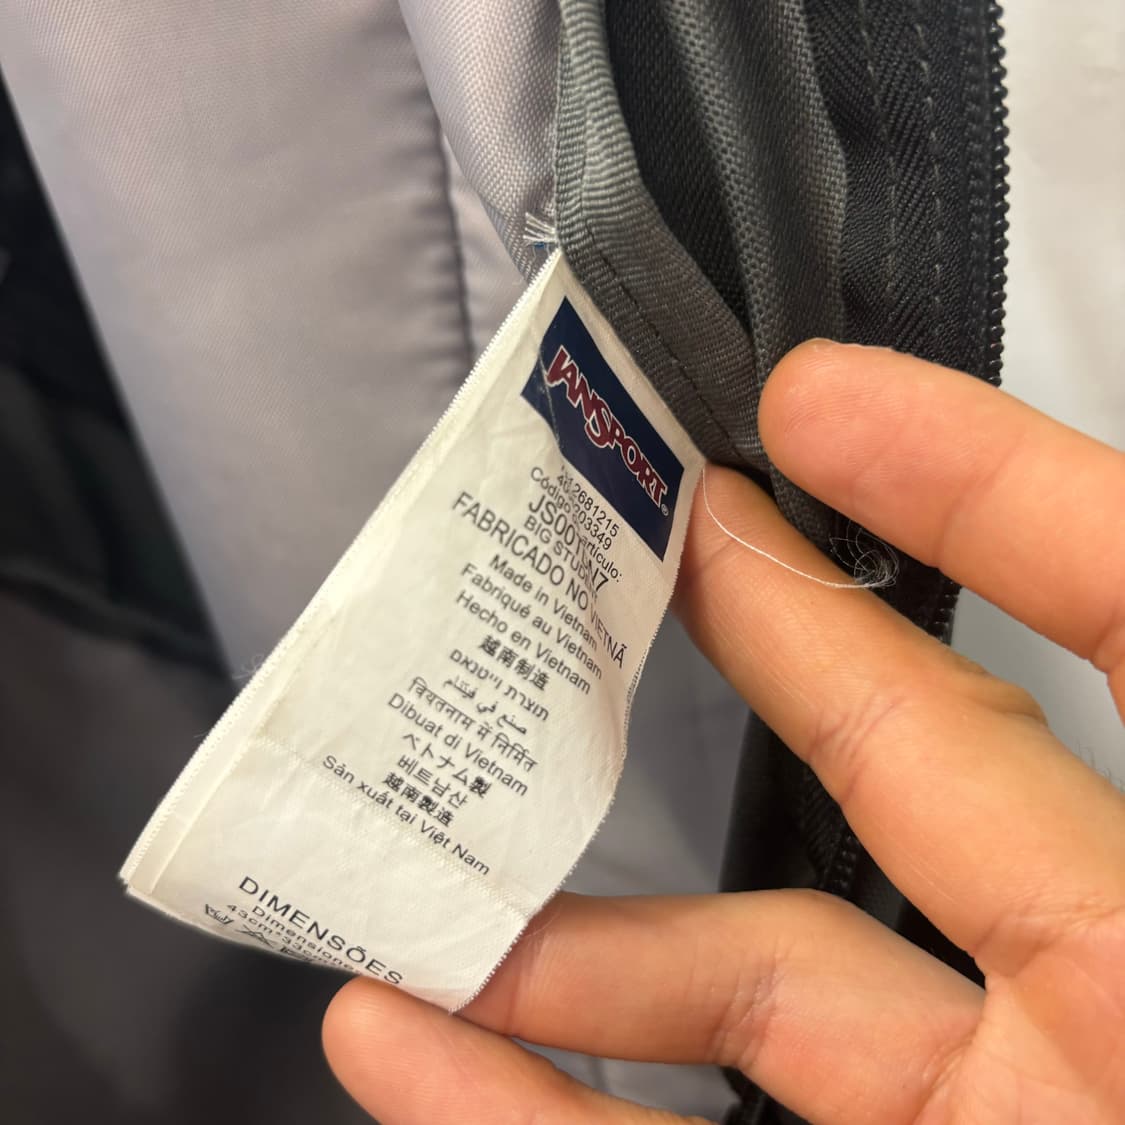 JANSPORT®
Código artículo:
BIG STUDENT
FABRICADO NO VIETNÃ
Made in Vietnam
Fabriqué au Vietnam
Hecho en Vietnam
越南制造
תוצרת וייטנאם
صنع في فيتنام
वियतनाम में निर्मित
Dibuat di Vietnam
ベトナム製
베트남산
越南製造
Sản xuất tại Việt Nam
DIMENSÕES
43cm*33cm